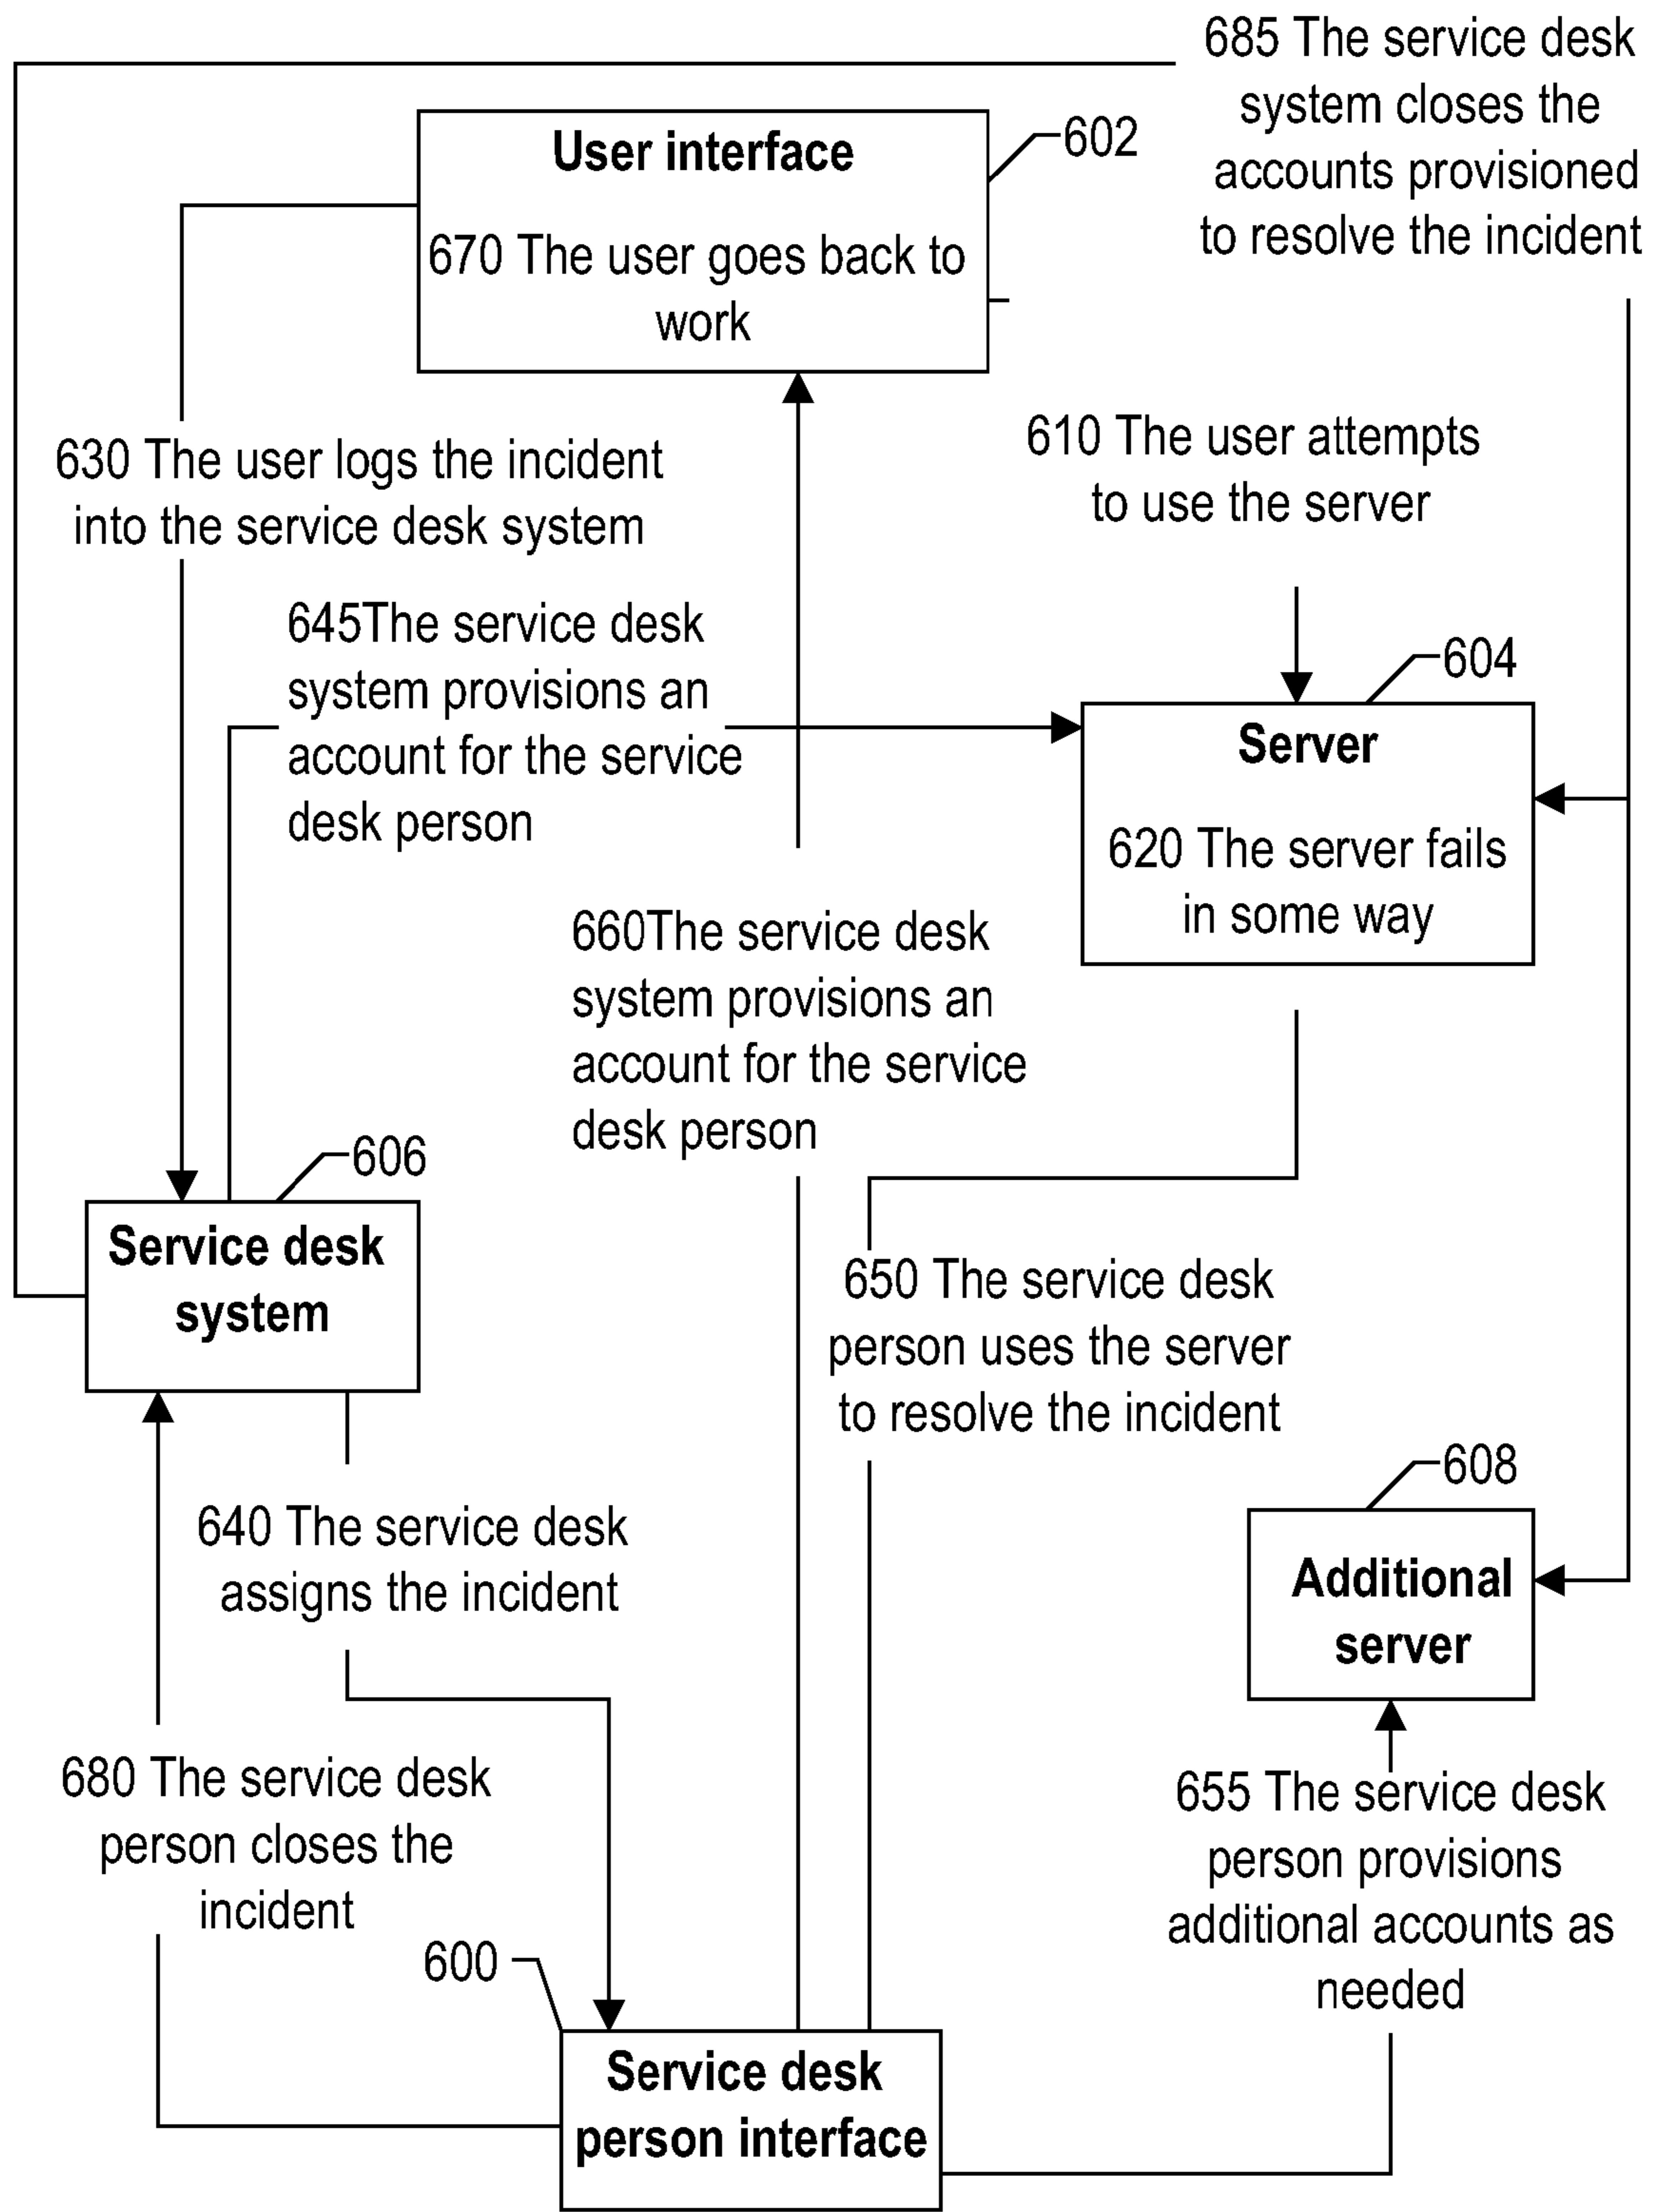 685 The service desk
system closes the
accounts provisioned
to resolve the incident
User interface
602
670 The user goes back to
work
630 The user logs the incident
into the service desk system
610 The user attempts
to use the server
645The service desk
system provisions an
account for the service
desk person
604
Server
620 The server fails
in some way
660The service desk
system provisions an
account for the service
desk person
606
Service desk
system
650 The service desk
person uses the server
to resolve the incident
608
Additional
server
640 The service desk
assigns the incident
680 The service desk
person closes the
incident
655 The service desk
person provisions
additional accounts as
needed
600
Service desk
person interface